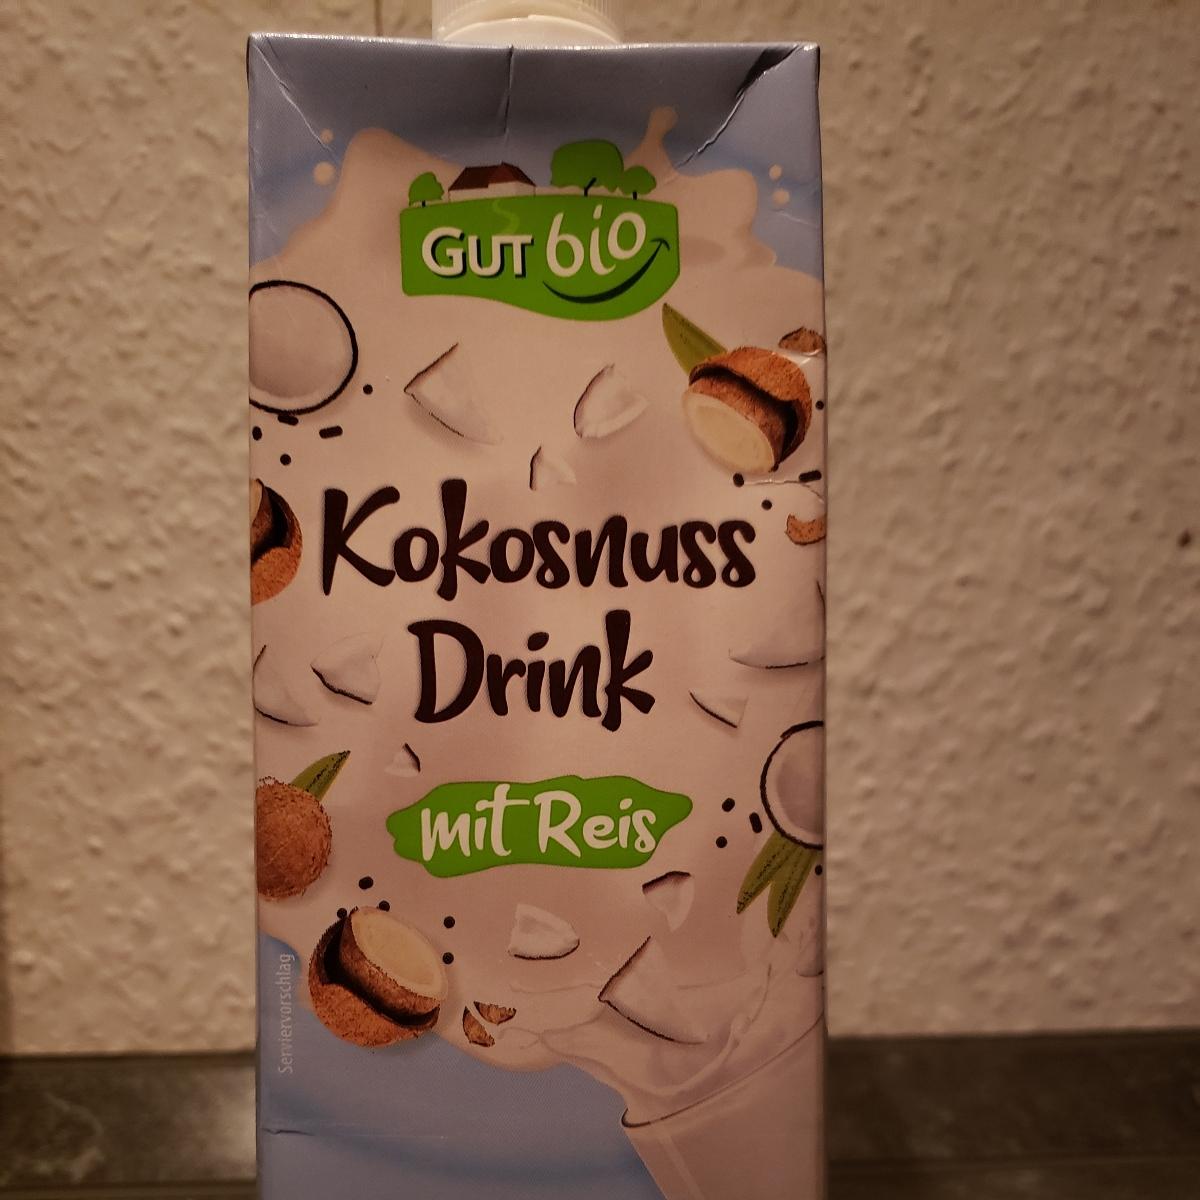 GUT bio
Kokosnuss
Drink
mit Reis
Serviervorschlag